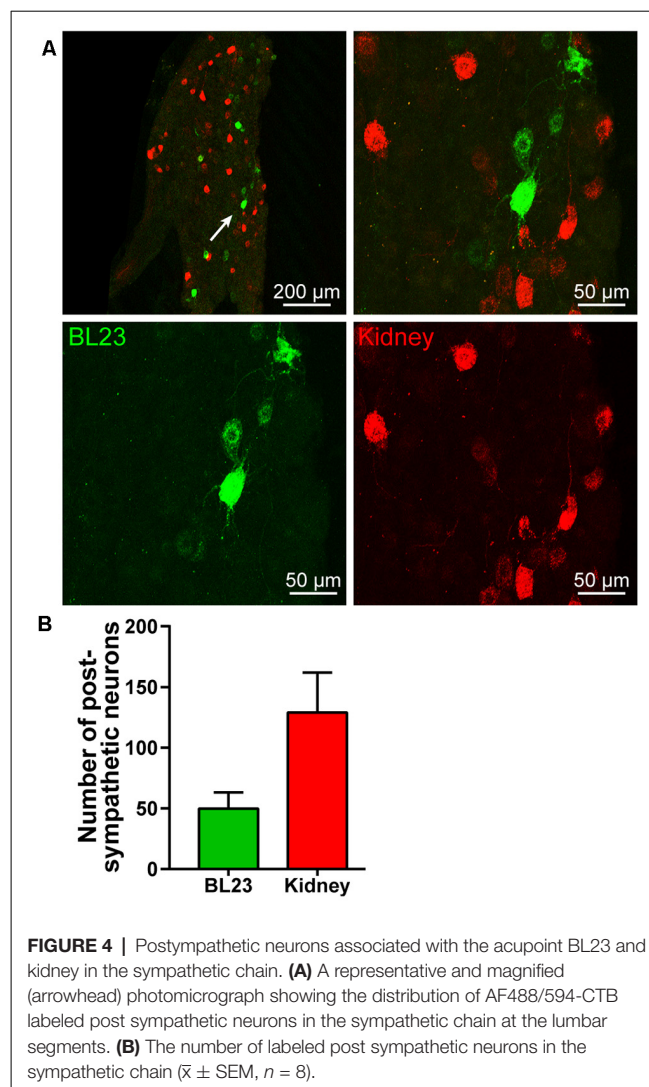 A
200 µm
50 µm
BL23
50 µm
Kidney
50 µm
B
Number of post-
sympathetic neurons
200
150
100
50
0
BL23
Kidney
FIGURE 4 | Postympathetic neurons associated with the acupoint BL23 and
kidney in the sympathetic chain. (A) A representative and magnified
(arrowhead) photomicrograph showing the distribution of AF488/594-CTB
labeled post sympathetic neurons in the sympathetic chain at the lumbar
segments. (B) The number of labeled post sympathetic neurons in the
sympathetic chain (x̅ ± SEM, n = 8).